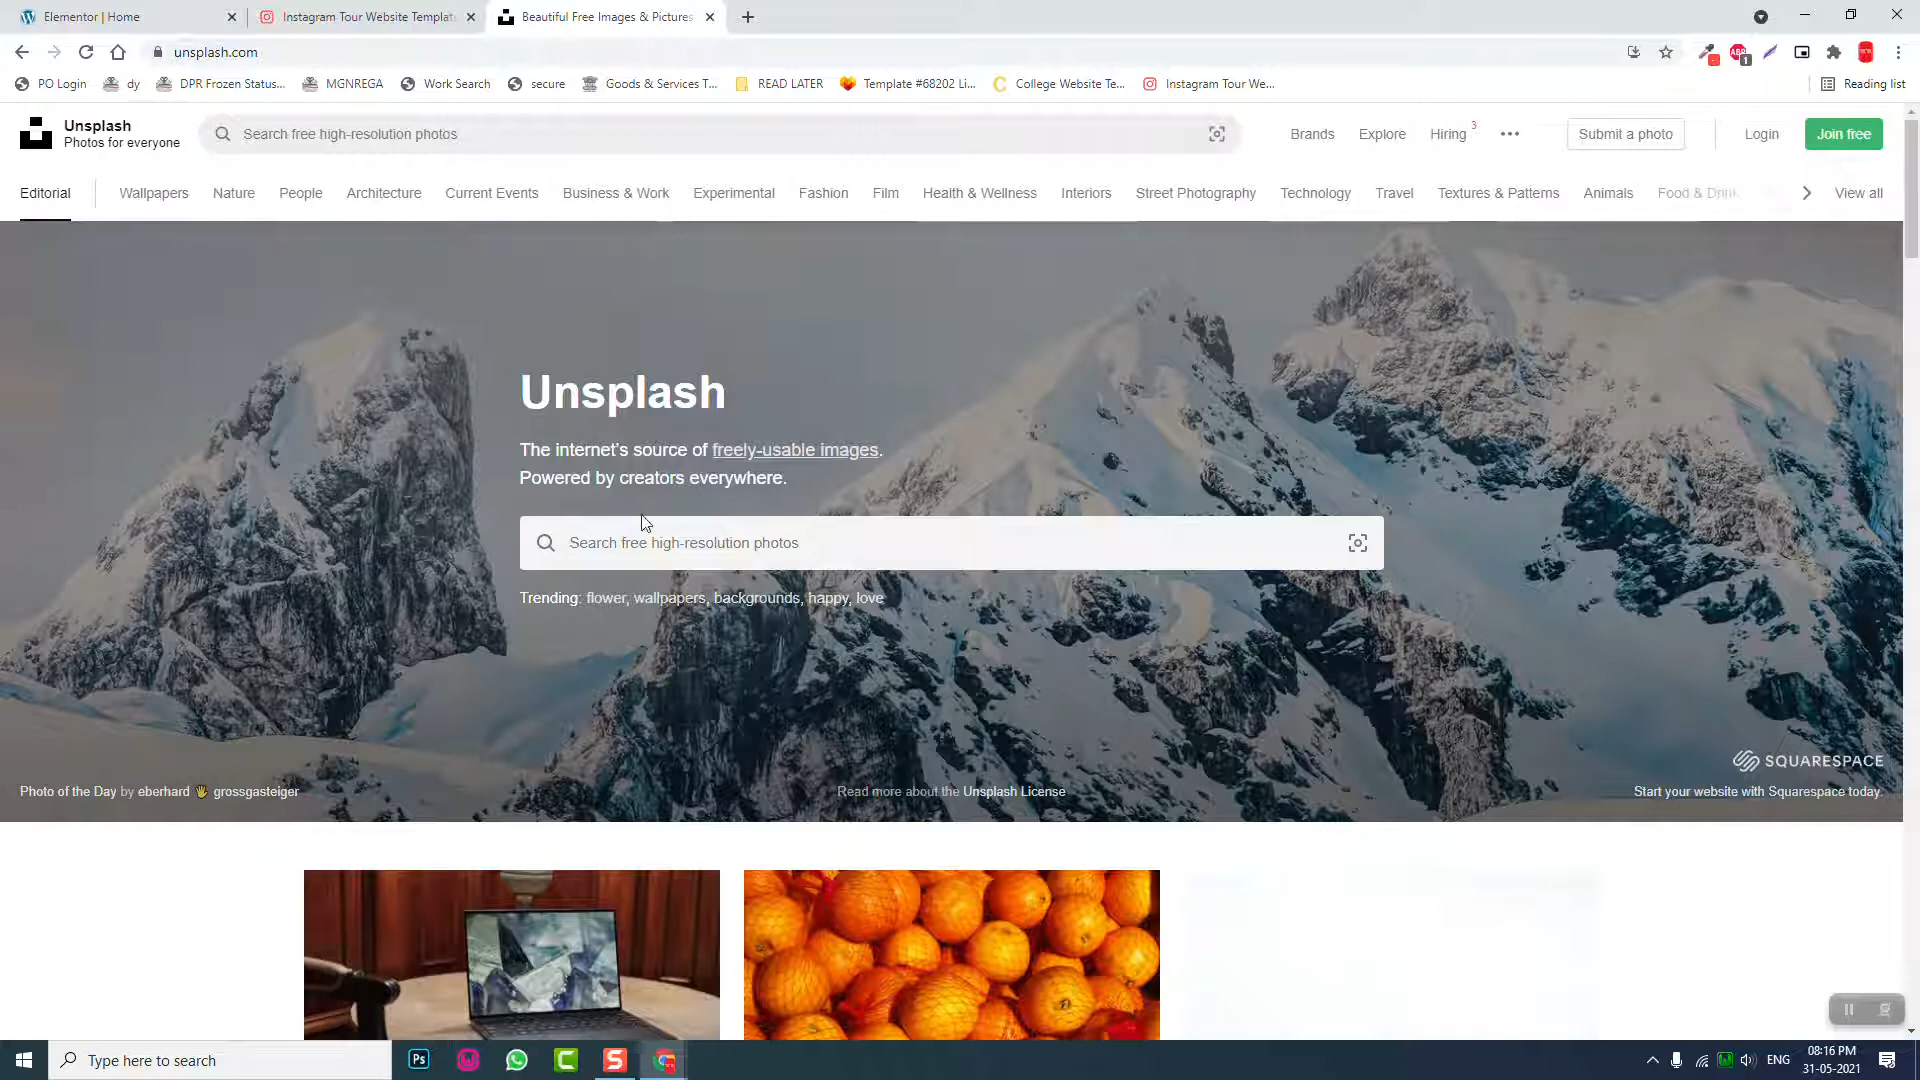 Elementor | Home
Instagram Tour Website Templat
Beautiful Free Images & Pictures
unsplash.com
PO Login
dy
DPR Frozen Status...
MGNREGA
Work Search
secure
Goods & Services T...
READ LATER
Template #68202 Li...
College Website Te...
Instagram Tour We...
Reading list
Unsplash
Photos for everyone
Search free high-resolution photos
Brands
Explore
Hiring 3
Submit a photo
Login
Join free
Editorial
Wallpapers
Nature
People
Architecture
Current Events
Business & Work
Experimental
Fashion
Film
Health & Wellness
Interiors
Street Photography
Technology
Travel
Textures & Patterns
Animals
Food & Drink
View all
Unsplash
The internet’s source of freely-usable images.
Powered by creators everywhere.
Search free high-resolution photos
Trending: flower, wallpapers, backgrounds, happy, love
SQUARESPACE
Photo of the Day by eberhard 🖐 grossgasteiger
Read more about the Unsplash License
Start your website with Squarespace today.
Type here to search
Ps
ENG
08:16 PM
31-05-2021